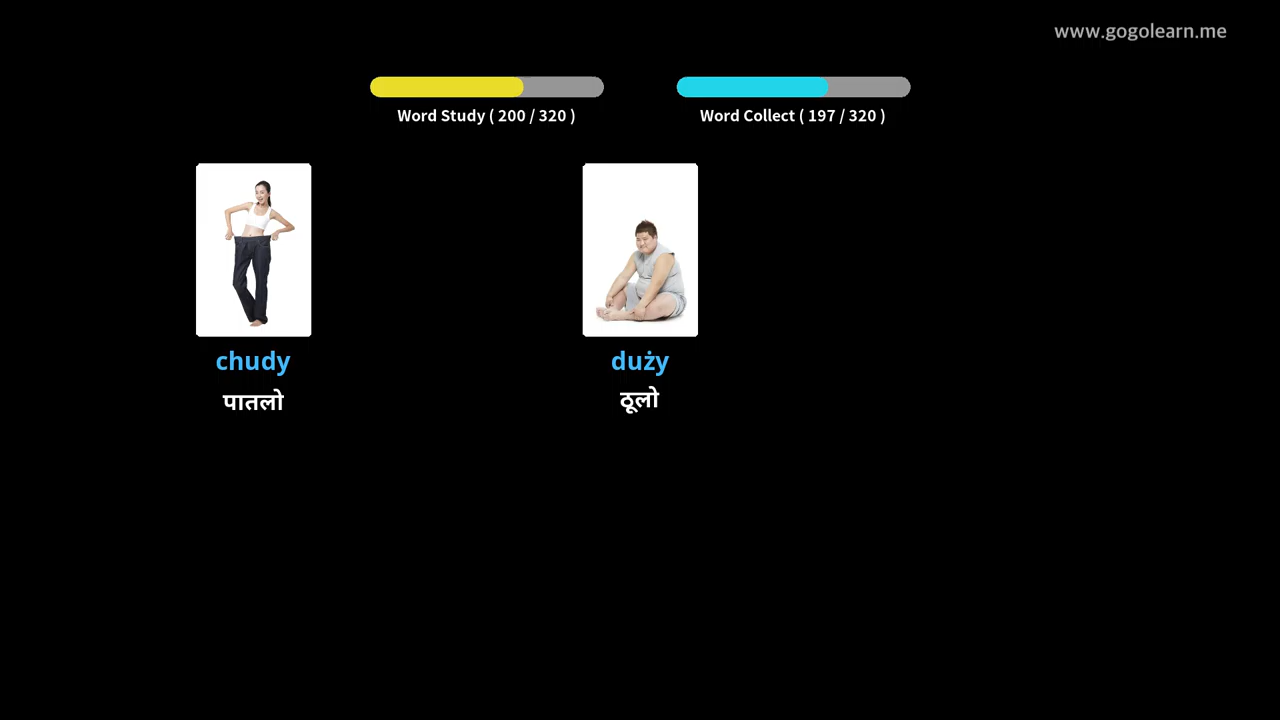 www.gogolearn.me
Word Study ( 200 / 320 )
Word Collect ( 197 / 320 )
chudy
पातलो
duży
ठूलो